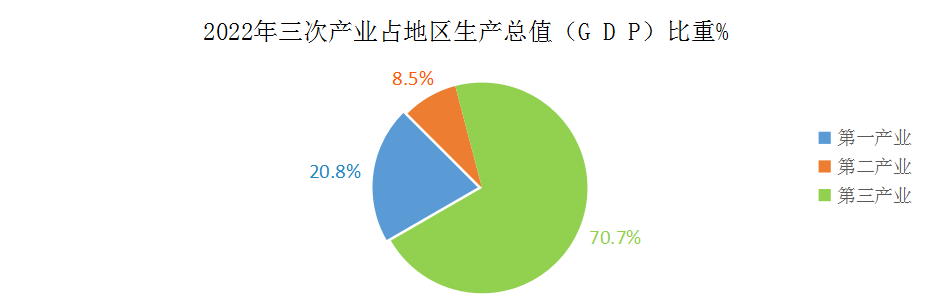 2022年三次产业占地区生产总值（G D P）比重%
8.5%
20.8%
70.7%
第一产业
第二产业
第三产业